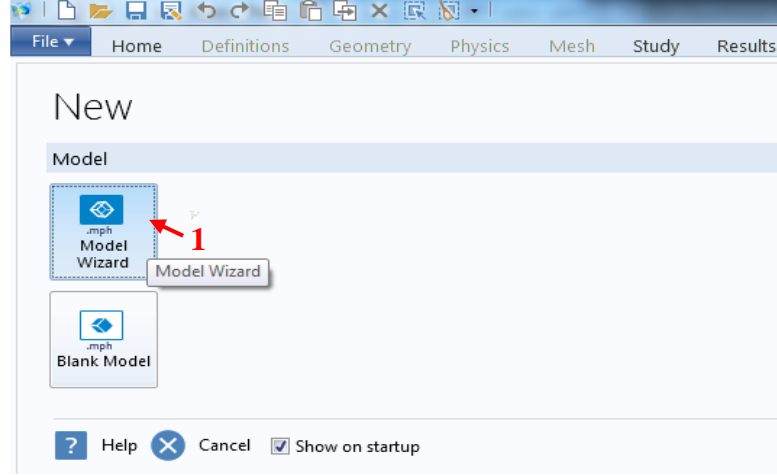 File Home Definitions Geometry Physics Mesh Study Results
New
Model
.mph
Model
Wizard
1
Model Wizard
.mph
Blank Model
? Help Cancel Show on startup